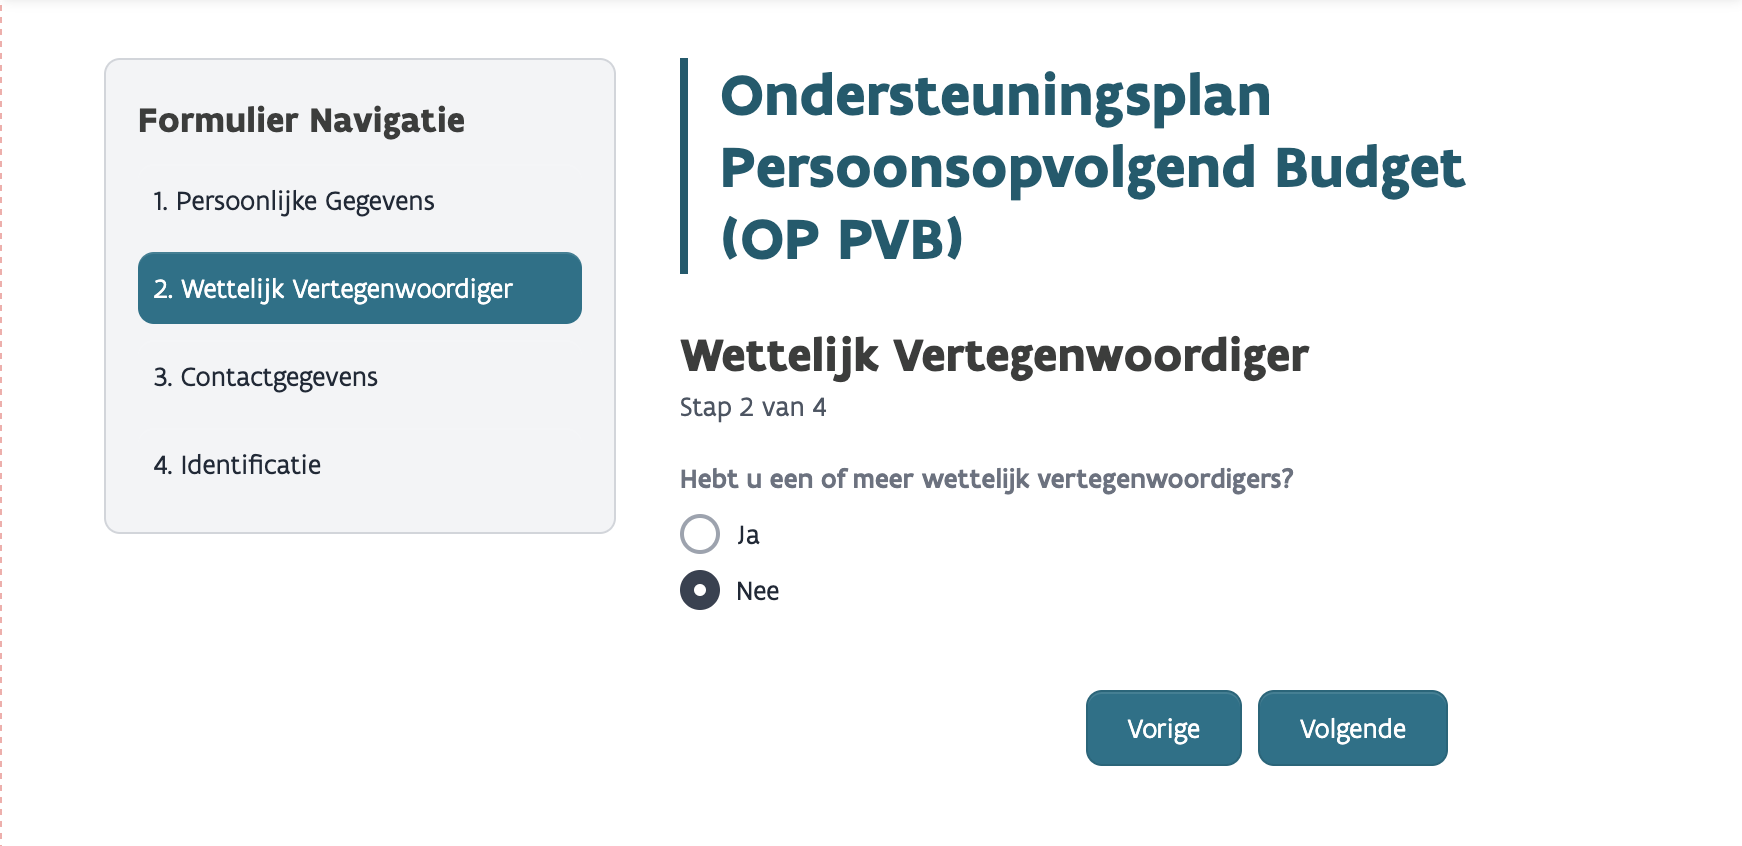 Formulier Navigatie
1. Persoonlijke Gegevens
2. Wettelijk Vertegenwoordiger
3. Contactgegevens
4. Identificatie
Ondersteuningsplan
Persoonsopvolgend Budget
(OP PVB)
Wettelijk Vertegenwoordiger
Stap 2 van 4
Hebt u een of meer wettelijk vertegenwoordigers?
Ja
Nee
Vorige
Volgende